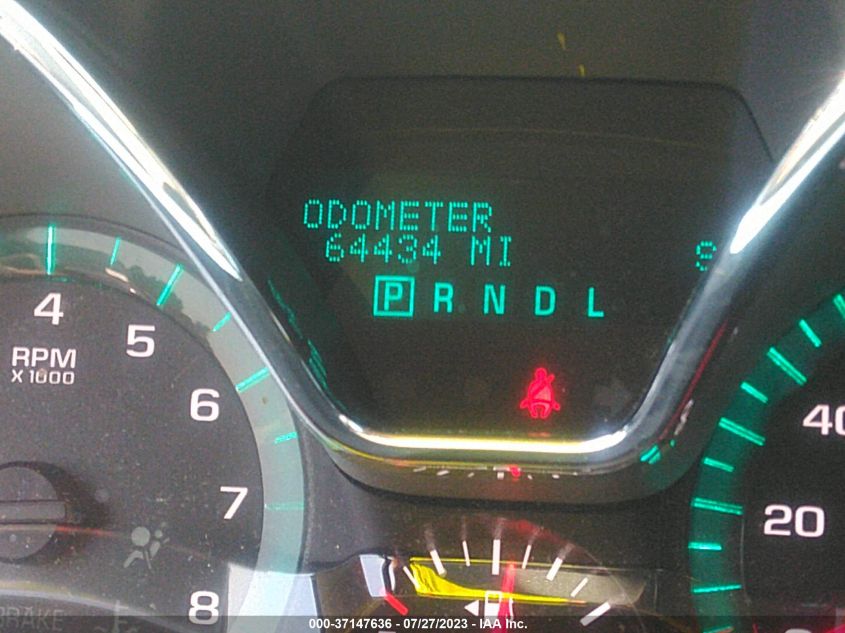 ODOMETER
64434 MI
S
P R N D L
4
5
6
7
8
RPM
X 1000
40
20
BRAKE
000-37147636 - 07/27/2023 - IAA Inc.